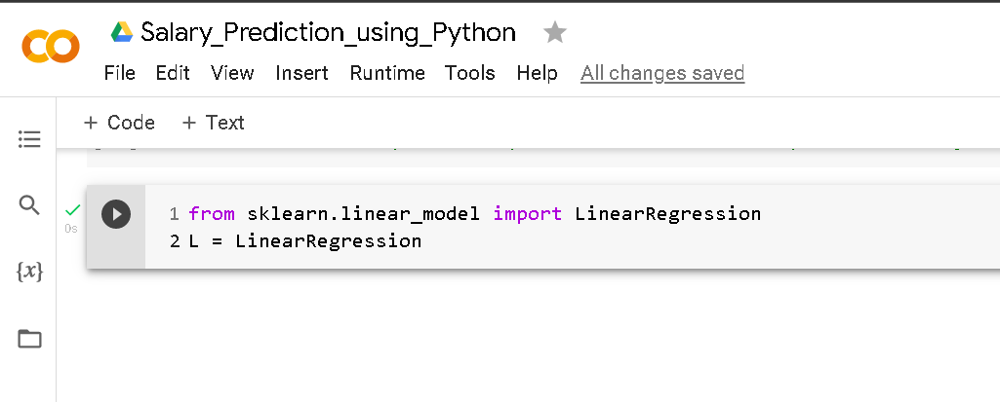 Salary_Prediction_using_Python
File Edit View Insert Runtime Tools Help All changes saved
+ Code + Text
0s
1 from sklearn.linear_model import LinearRegression
2 L = LinearRegression
{x}